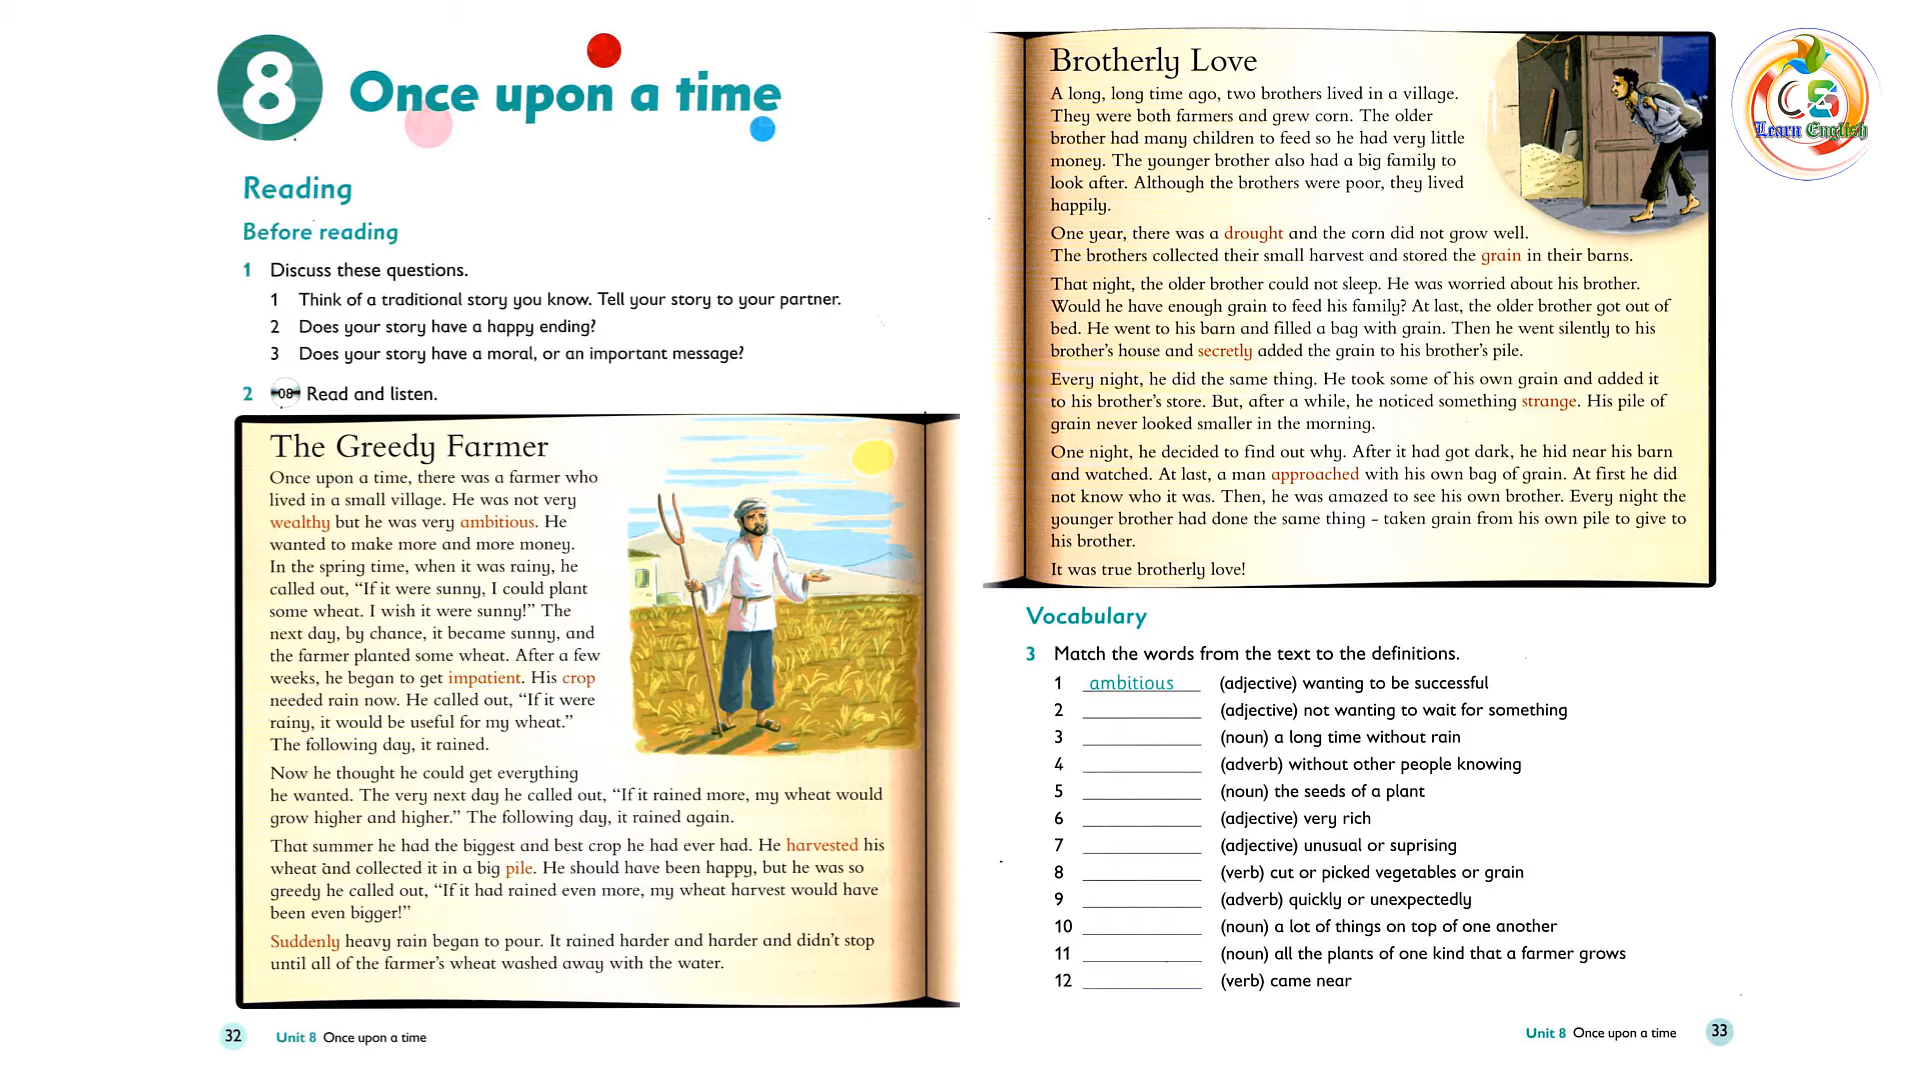 8 Once upon a time
Reading
Before reading
1 Discuss these questions.
1 Think of a traditional story you know. Tell your story to your partner.
2 Does your story have a happy ending?
3 Does your story have a moral, or an important message?
2 08 Read and listen.
The Greedy Farmer
Once upon a time, there was a farmer who
lived in a small village. He was not very
wealthy but he was very ambitious. He
wanted to make more and more money.
In the spring time, when it was rainy, he
called out, “If it were sunny, I could plant
some wheat. I wish it were sunny!” The
next day, by chance, it became sunny, and
the farmer planted some wheat. After a few
weeks, he began to get impatient. His crop
needed rain now. He called out, “If it were
rainy, it would be useful for my wheat.”
The following day, it rained.
Now he thought he could get everything
he wanted. The very next day he called out, “If it rained more, my wheat would
grow higher and higher.” The following day, it rained again.
That summer he had the biggest and best crop he had ever had. He harvested his
wheat and collected it in a big pile. He should have been happy, but he was so
greedy he called out, “If it had rained even more, my wheat harvest would have
been even bigger!”
Suddenly heavy rain began to pour. It rained harder and harder and didn’t stop
until all of the farmer’s wheat washed away with the water.
32 Unit 8 Once upon a time
Brotherly Love
A long, long time ago, two brothers lived in a village.
They were both farmers and grew corn. The older
brother had many children to feed so he had very little
money. The younger brother also had a big family to
look after. Although the brothers were poor, they lived
happily.
One year, there was a drought and the corn did not grow well.
The brothers collected their small harvest and stored the grain in their barns.
That night, the older brother could not sleep. He was worried about his brother.
Would he have enough grain to feed his family? At last, the older brother got out of
bed. He went to his barn and filled a bag with grain. Then he went silently to his
brother’s house and secretly added the grain to his brother’s pile.
Every night, he did the same thing. He took some of his own grain and added it
to his brother’s store. But, after a while, he noticed something strange. His pile of
grain never looked smaller in the morning.
One night, he decided to find out why. After it had got dark, he hid near his barn
and watched. At last, a man approached with his own bag of grain. At first he did
not know who it was. Then, he was amazed to see his own brother. Every night the
younger brother had done the same thing – taken grain from his own pile to give to
his brother.
It was true brotherly love!
Vocabulary
3 Match the words from the text to the definitions.
1 ambitious (adjective) wanting to be successful
2 (adjective) not wanting to wait for something
3 (noun) a long time without rain
4 (adverb) without other people knowing
5 (noun) the seeds of a plant
6 (adjective) very rich
7 (adjective) unusual or suprising
8 (verb) cut or picked vegetables or grain
9 (adverb) quickly or unexpectedly
10 (noun) a lot of things on top of one another
11 (noun) all the plants of one kind that a farmer grows
12 (verb) came near
Unit 8 Once upon a time 33
CS
Learn English